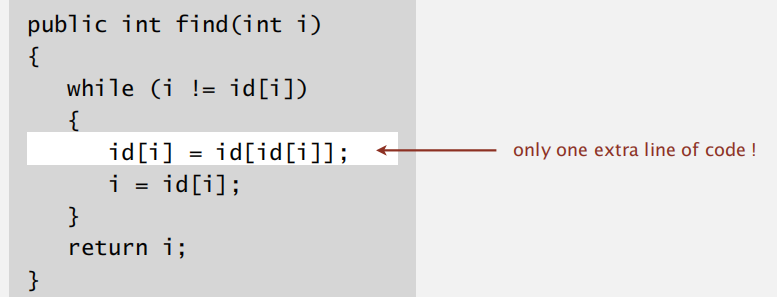 public int find(int i)
{
while (i != id[i])
{
id[i] = id[id[i]];
only one extra line of code !
i = id[i];
}
return i;
}